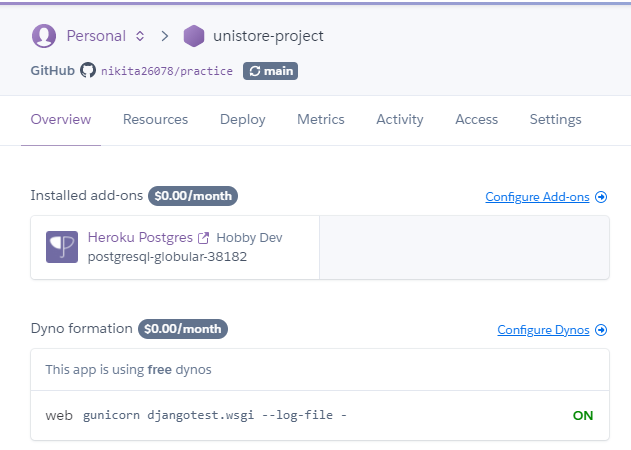 Personal unistore-project
GitHub nikita26078/practice main
Overview Resources Deploy Metrics Activity Access Settings
Installed add-ons $0.00/month Configure Add-ons
Heroku Postgres Hobby Dev
postgresql-globular-38182
Dyno formation $0.00/month Configure Dynos
This app is using free dynos
web gunicorn djangotest.wsgi --log-file - ON